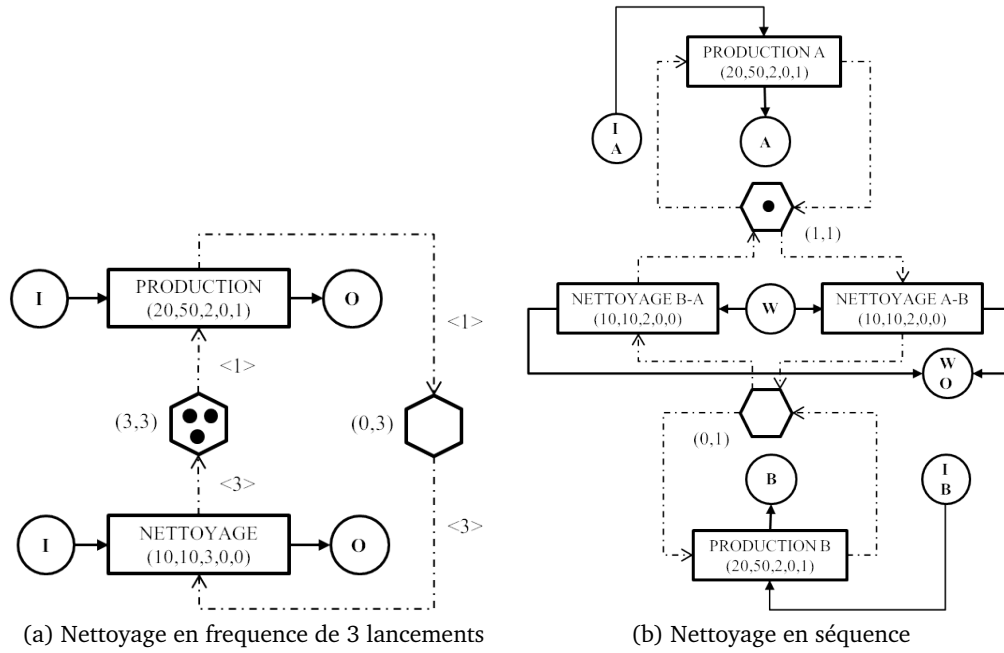 I
PRODUCTION
(20,50,2,0,1)
O
<1>
<1>
(3,3)
(0,3)
<3>
<3>
I
NETTOYAGE
(10,10,3,0,0)
O
(a) Nettoyage en frequence de 3 lancements
PRODUCTION A
(20,50,2,0,1)
I
A
A
(1,1)
NETTOYAGE B-A
(10,10,2,0,0)
W
NETTOYAGE A-B
(10,10,2,0,0)
W
O
(0,1)
B
I
B
PRODUCTION B
(20,50,2,0,1)
(b) Nettoyage en séquence